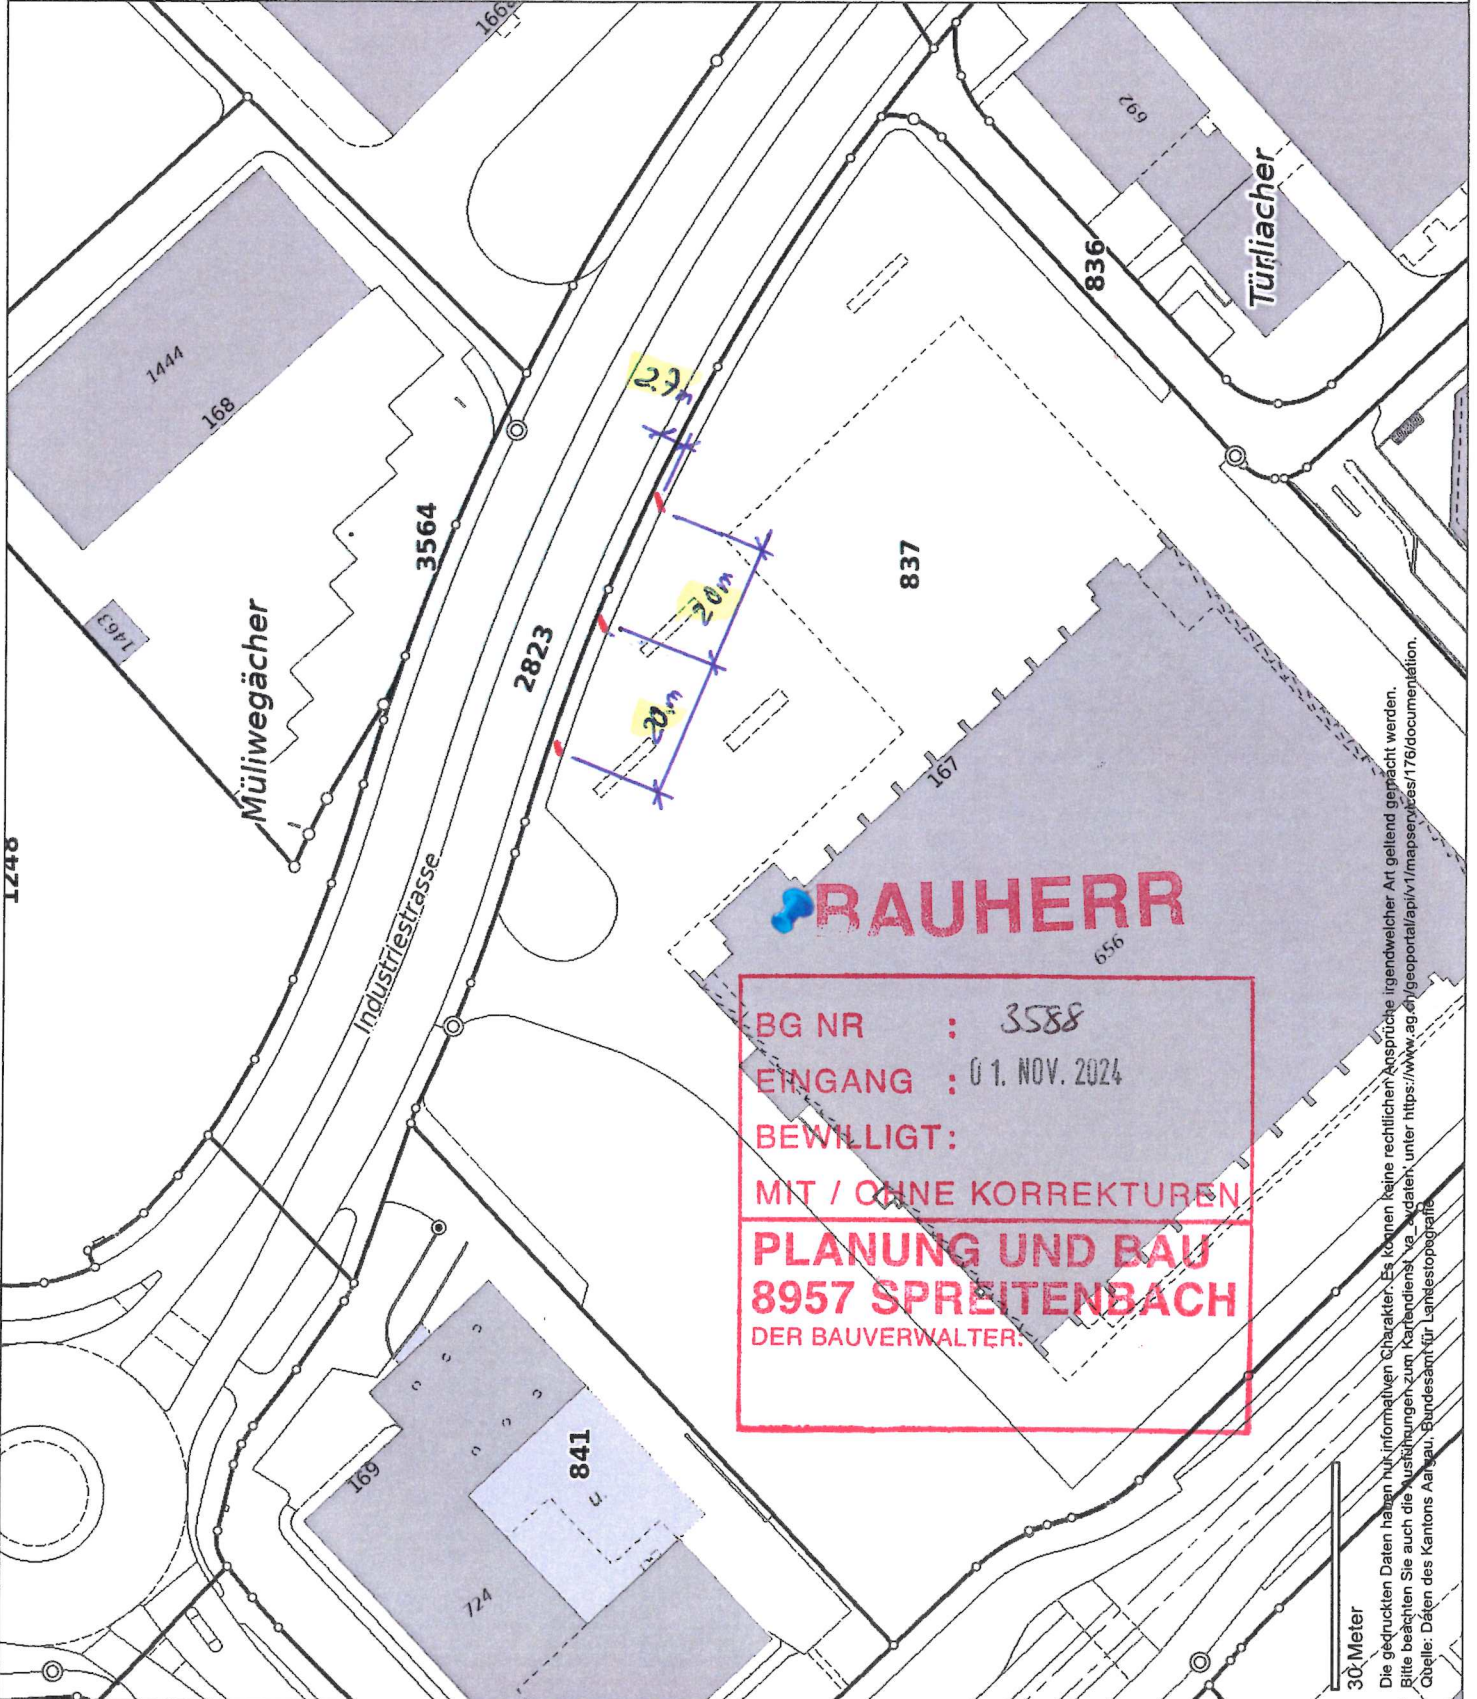 166a
692
Türliacher
836
1444
168
2.7m
3564
837
1463
Müliwegächer
2823
20m
20m
1248
167
Industriestrasse
BAUHERR
656
BG NR : 3588
EINGANG : 01. NOV. 2024
BEWILLIGT:
MIT / OHNE KORREKTUREN
PLANUNG UND BAU
8957 SPREITENBACH
DER BAUVERWALTER:
169
841
u.
724
30 Meter
Die gedruckten Daten haben nur informativen Charakter. Es können keine rechtlichen Ansprüche irgendwelcher Art geltend gemacht werden.
Bitte beachten Sie auch die Ausführungen zum Kartendienst 'va_avdaten' unter https://www.ag.ch/geoportal/api/v1/mapservices/176/documentation.
Quelle: Daten des Kantons Aargau, Bundesamt für Landestopografie